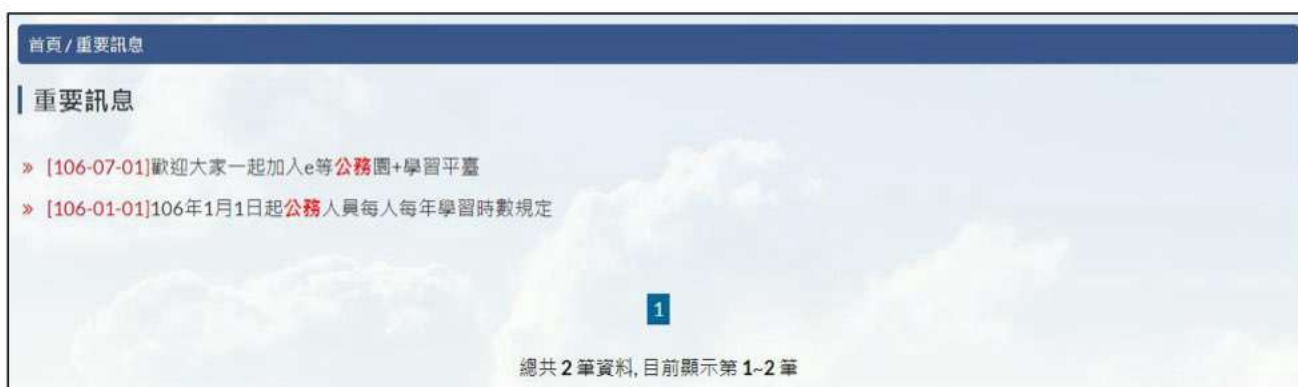 首頁 / 重要訊息
重要訊息
» [106-07-01]歡迎大家一起加入e等公務園+學習平臺
» [106-01-01]106年1月1日起公務人員每人每年學習時數規定
1
總共 2 筆資料, 目前顯示第 1~2 筆